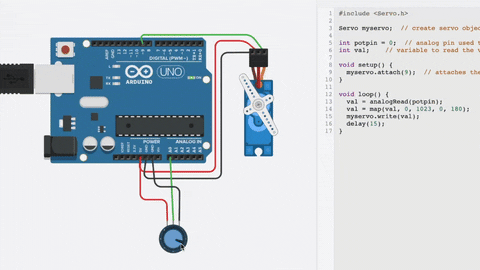 #include <Servo.h>
Servo myservo; // create servo objec
int potpin = 0; // analog pin used t
int val; // variable to read the v
void setup() {
myservo.attach(9); // attaches the
}
void loop() {
val = analogRead(potpin);
val = map(val, 0, 1023, 0, 180);
myservo.write(val);
delay(15);
}
DIGITAL (PWM ~)
UNO
ARDUINO
POWER
ANALOG IN